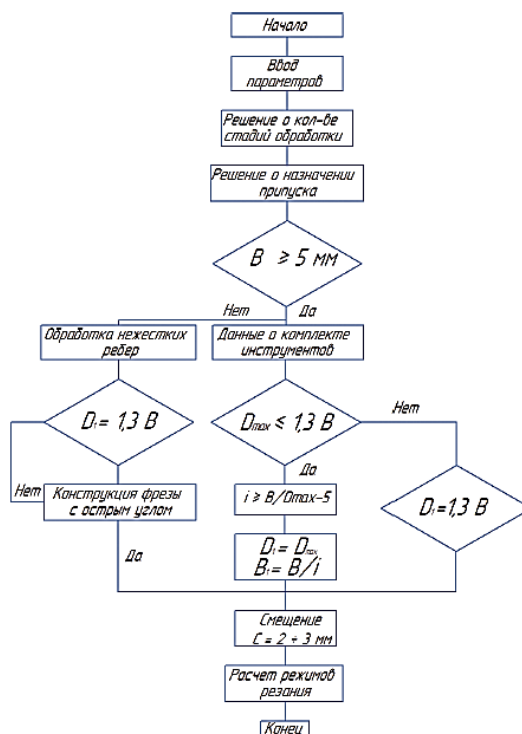 Начало
Ввод
параметров
Решение о кол-ве
стадий обработки
Решение о назначении
припуска
B ≥ 5 мм
Нет
Да
Обработка нежестких
ребер
Данные о комплекте
инструментов
D₁ = 1,3 B
Dmax ≤ 1,3 B
Нет
Да
Нет
Конструкция фрезы
с острым углом
i ≥ B/Dmax-5
D₁=1,3 B
Да
D₁ = Dmax
B₁ = B/i
Смещение
C = 2 ÷ 3 мм
Расчет режимов
резания
Конец